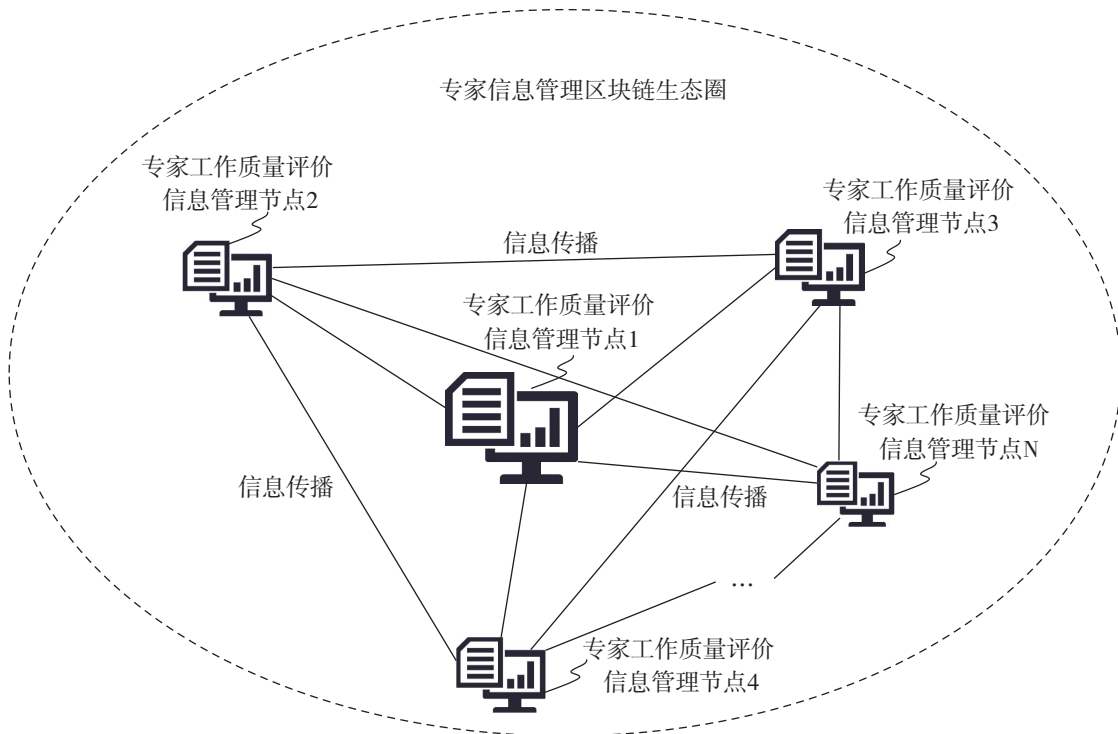 专家信息管理区块链生态圈
专家工作质量评价
信息管理节点2
专家工作质量评价
信息管理节点3
信息传播
专家工作质量评价
信息管理节点1
专家工作质量评价
信息管理节点N
信息传播
信息传播
...
专家工作质量评价
信息管理节点4